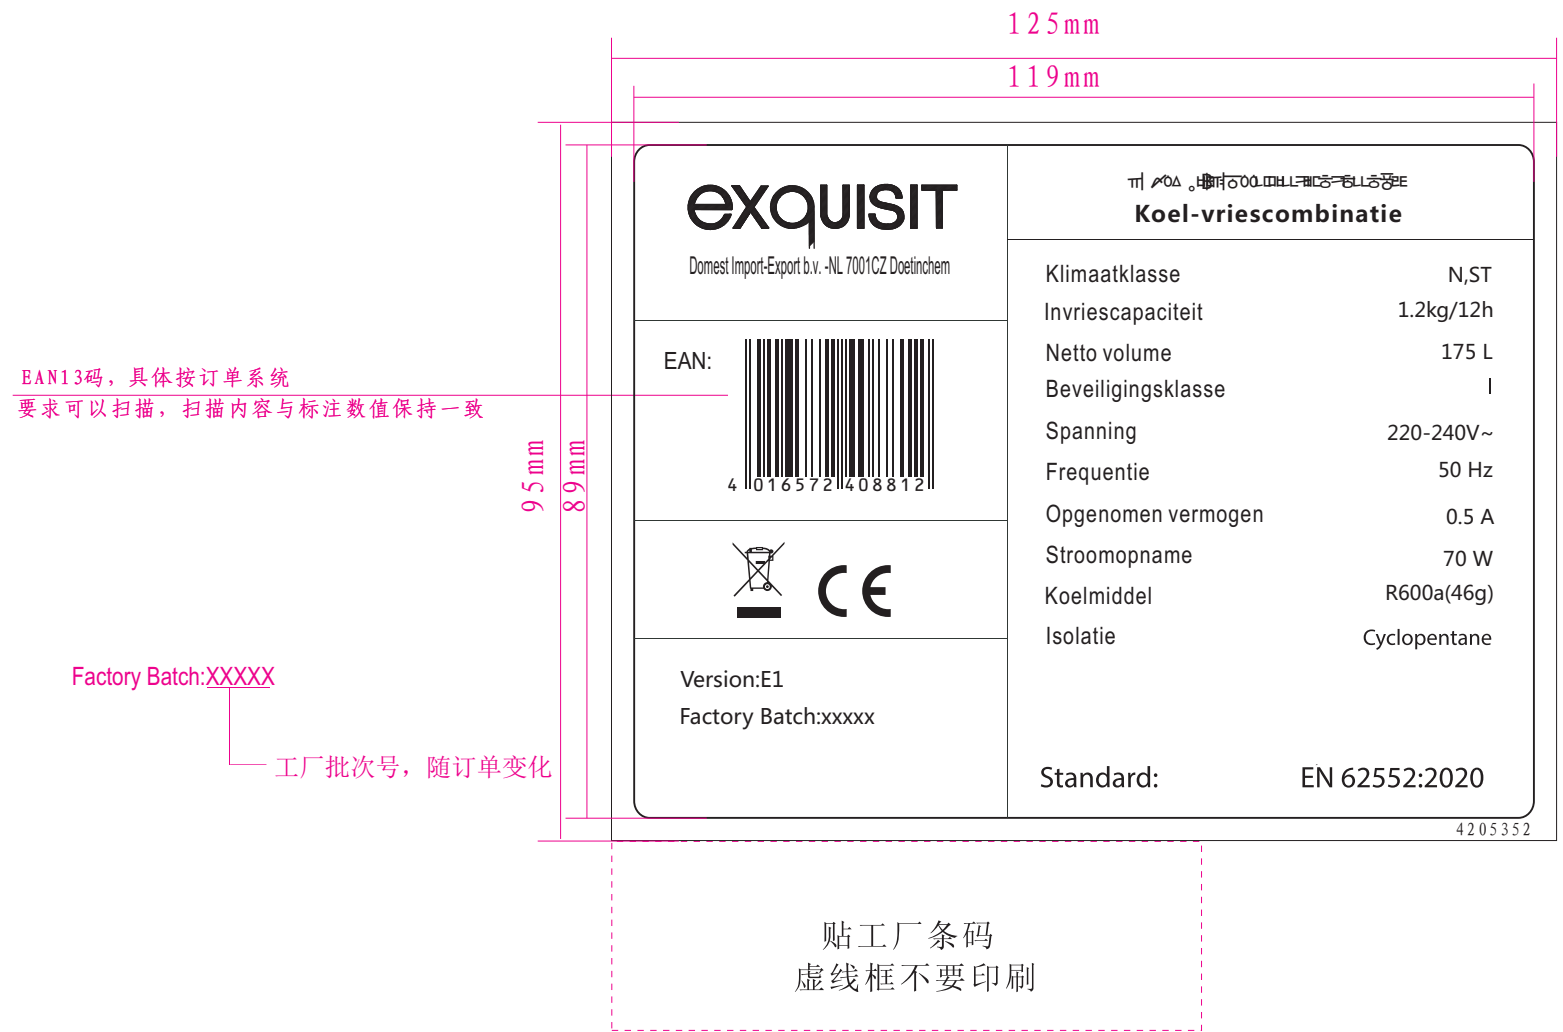 125mm
119mm
exquisit
Domest Import-Export b.v. -NL 7001CZ Doetinchem
Koel-vriescombinatie
Klimaatklasse N,ST
Invriescapaciteit 1.2kg/12h
Netto volume 175 L
Beveiligingsklasse I
Spanning 220-240V~
Frequentie 50 Hz
Opgenomen vermogen 0.5 A
Stroomopname 70 W
Koelmiddel R600a(46g)
Isolatie Cyclopentane
Standard: EN 62552:2020
EAN:
4 016572 408812
CE
Version:E1
Factory Batch:xxxxx
4205352
EAN13码，具体按订单系统
要求可以扫描，扫描内容与标注数值保持一致
95mm
89mm
Factory Batch:XXXXX
工厂批次号，随订单变化
贴工厂条码
虚线框不要印刷